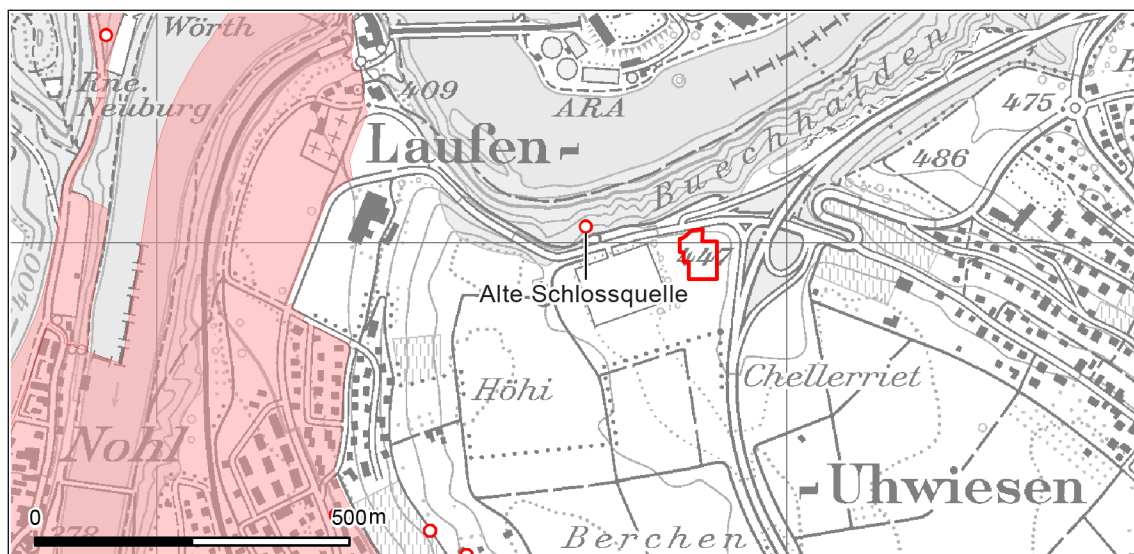 Wörth
Rne.
Neuburg
409
ARA
Buechhalden
475
486
Laufen-
447
Alte Schlossquelle
400
Höhi
Chellerriet
Nohl
-Uhwiesen
0
500m
378
Berchen